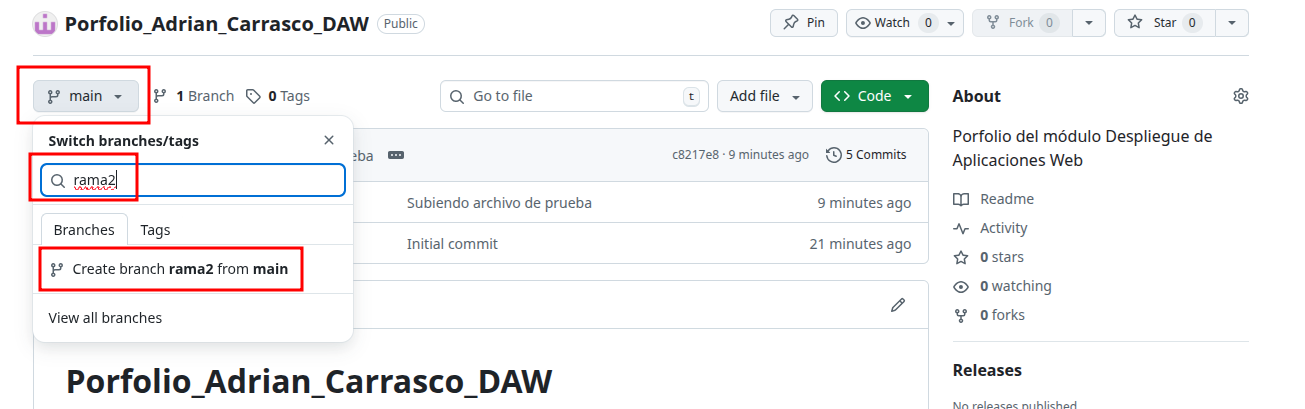 Porfolio_Adrian_Carrasco_DAW Public
Pin
Watch 0
Fork 0
Star 0
main
1 Branch
0 Tags
Go to file t
Add file
Code
Switch branches/tags
rama2
Branches Tags
Create branch rama2 from main
View all branches
eba
c8217e8 · 9 minutes ago
5 Commits
Subiendo archivo de prueba 9 minutes ago
Initial commit 21 minutes ago
Porfolio_Adrian_Carrasco_DAW
About
Porfolio del módulo Despliegue de
Aplicaciones Web
Readme
Activity
0 stars
0 watching
0 forks
Releases
No releases published